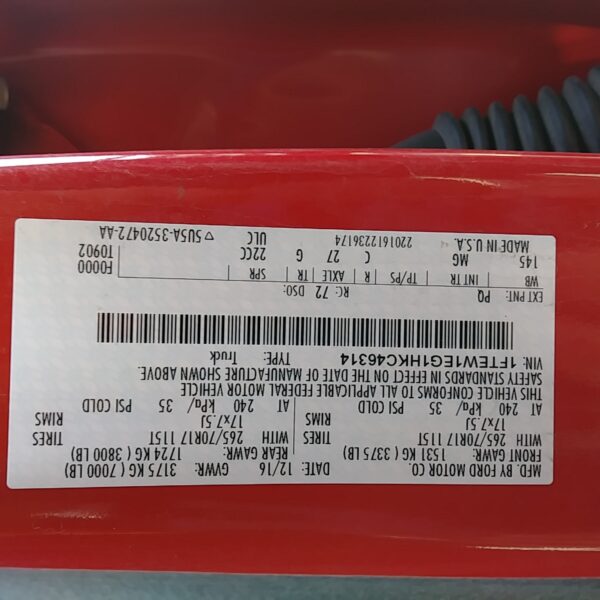 MFD. BY FORD MOTOR CO.
DATE: 12/16 GVWR: 3175 KG ( 7000 LB)
FRONT GAWR: 1531 KG ( 3375 LB) REAR GAWR: 1724 KG ( 3800 LB)
WITH 265/70R17 115T TIRES WITH 265/70R17 115T TIRES
17x7.5J RIMS 17x7.5J RIMS
AT 240 kPa/ 35 PSI COLD AT 240 kPa/ 35 PSI COLD
THIS VEHICLE CONFORMS TO ALL APPLICABLE FEDERAL MOTOR VEHICLE
SAFETY STANDARDS IN EFFECT ON THE DATE OF MANUFACTURE SHOWN ABOVE.
VIN: 1FTEW1EG1HKC46314 TYPE: Truck
EXT PNT: PQ RC: 72 DSO: F0000
WB INT TR TP/PS R AXLE TR SPR T0902
145 MG C 27 G 22CC
MADE IN U.S.A. 2201612236174 ULC ▽ 5U5A-3520472-AA